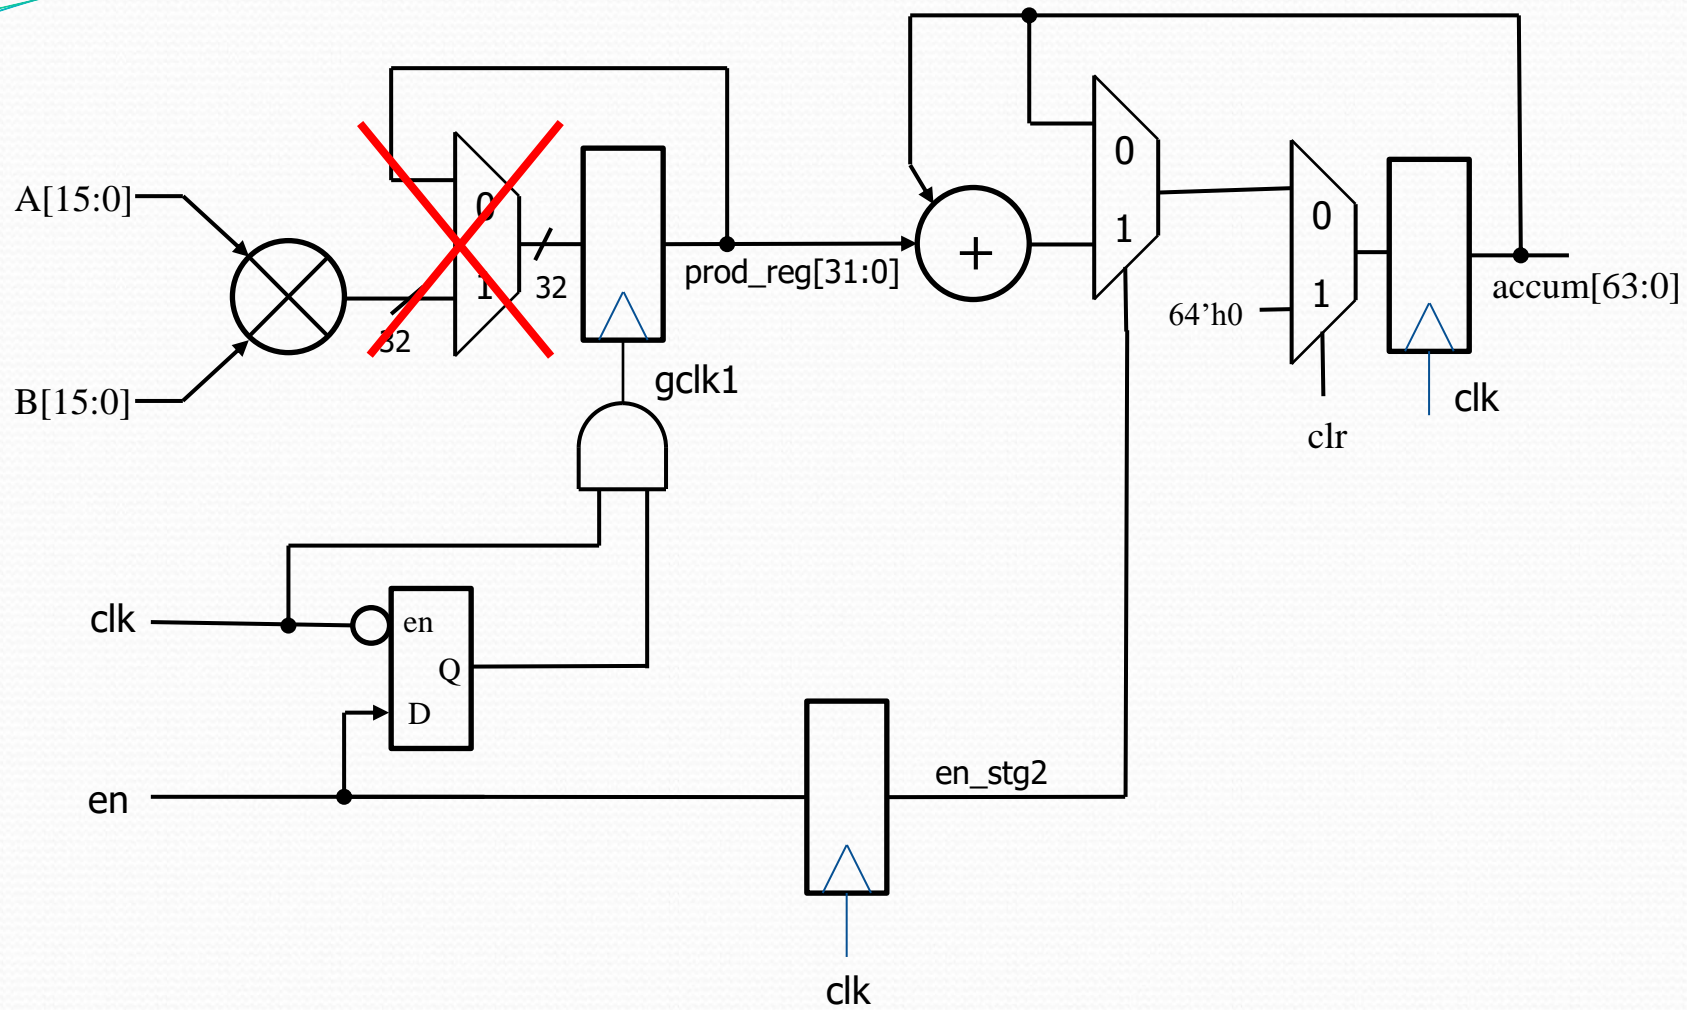 0
A[15:0]
0
0
1
+
1
32
prod_reg[31:0]
1
accum[63:0]
64’h0
32
gclk1
clk
B[15:0]
clr
clk
en
Q
D
en_stg2
en
clk